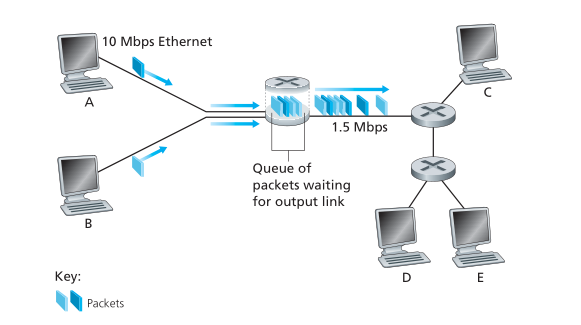 10 Mbps Ethernet
A
C
1.5 Mbps
Queue of
packets waiting
for output link
B
D
E
Key:
Packets